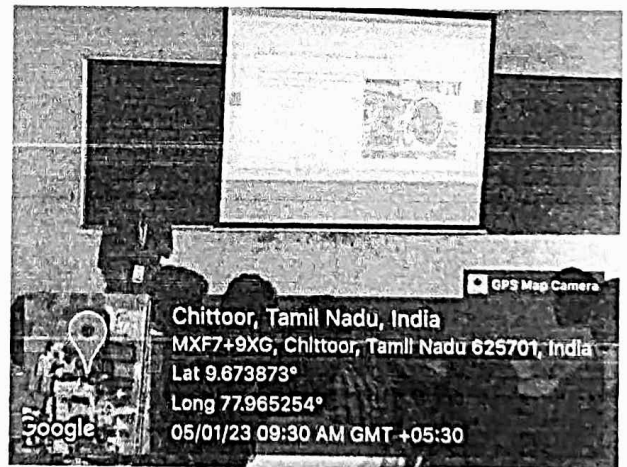 GPS Map Camera
Chittoor, Tamil Nadu, India
MXF7+9XG, Chittoor, Tamil Nadu 625701, India
Lat 9.673873°
Long 77.965254°
05/01/23 09:30 AM GMT +05:30
Google